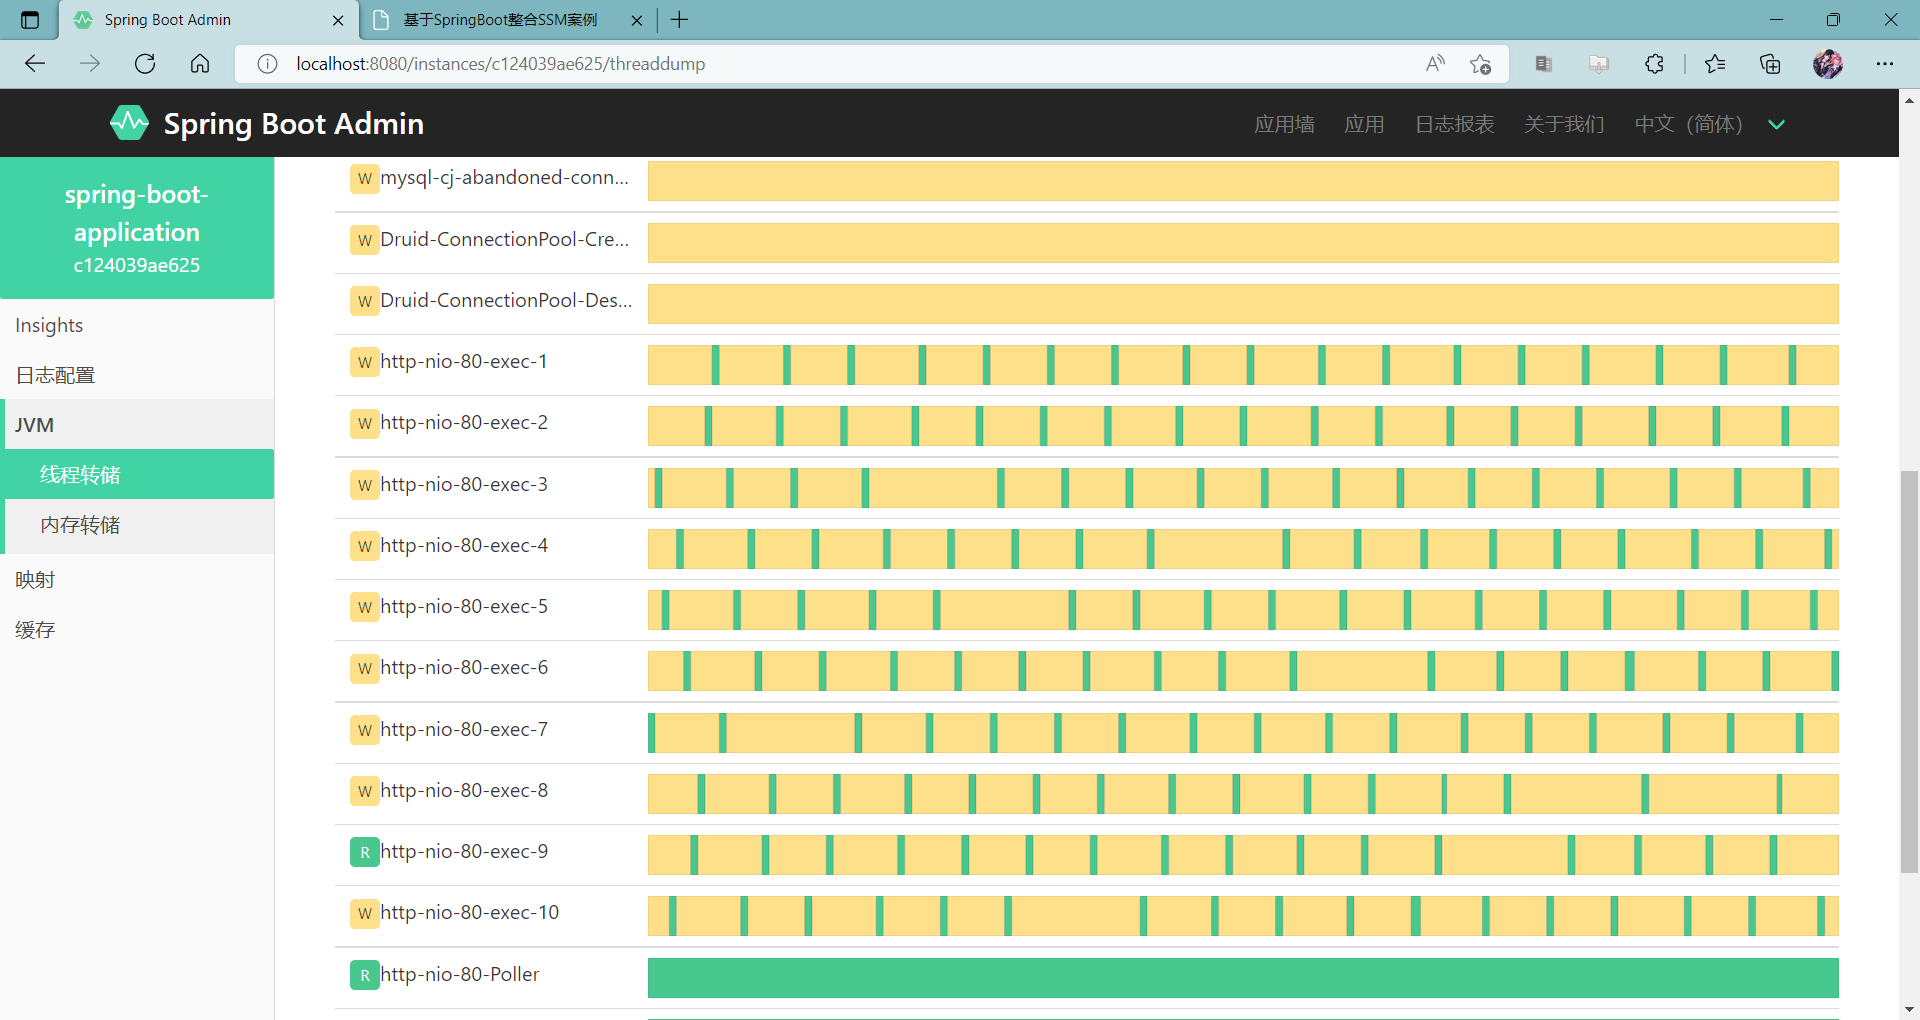 Spring Boot Admin
基于SpringBoot整合SSM案例
localhost:8080/instances/c124039ae625/threaddump
Spring Boot Admin
应用墙 应用 日志报表 关于我们 中文（简体）
spring-boot-
application
c124039ae625
Insights
日志配置
JVM
线程转储
内存转储
映射
缓存
W mysql-cj-abandoned-conn...
W Druid-ConnectionPool-Cre...
W Druid-ConnectionPool-Des...
W http-nio-80-exec-1
W http-nio-80-exec-2
W http-nio-80-exec-3
W http-nio-80-exec-4
W http-nio-80-exec-5
W http-nio-80-exec-6
W http-nio-80-exec-7
W http-nio-80-exec-8
R http-nio-80-exec-9
W http-nio-80-exec-10
R http-nio-80-Poller